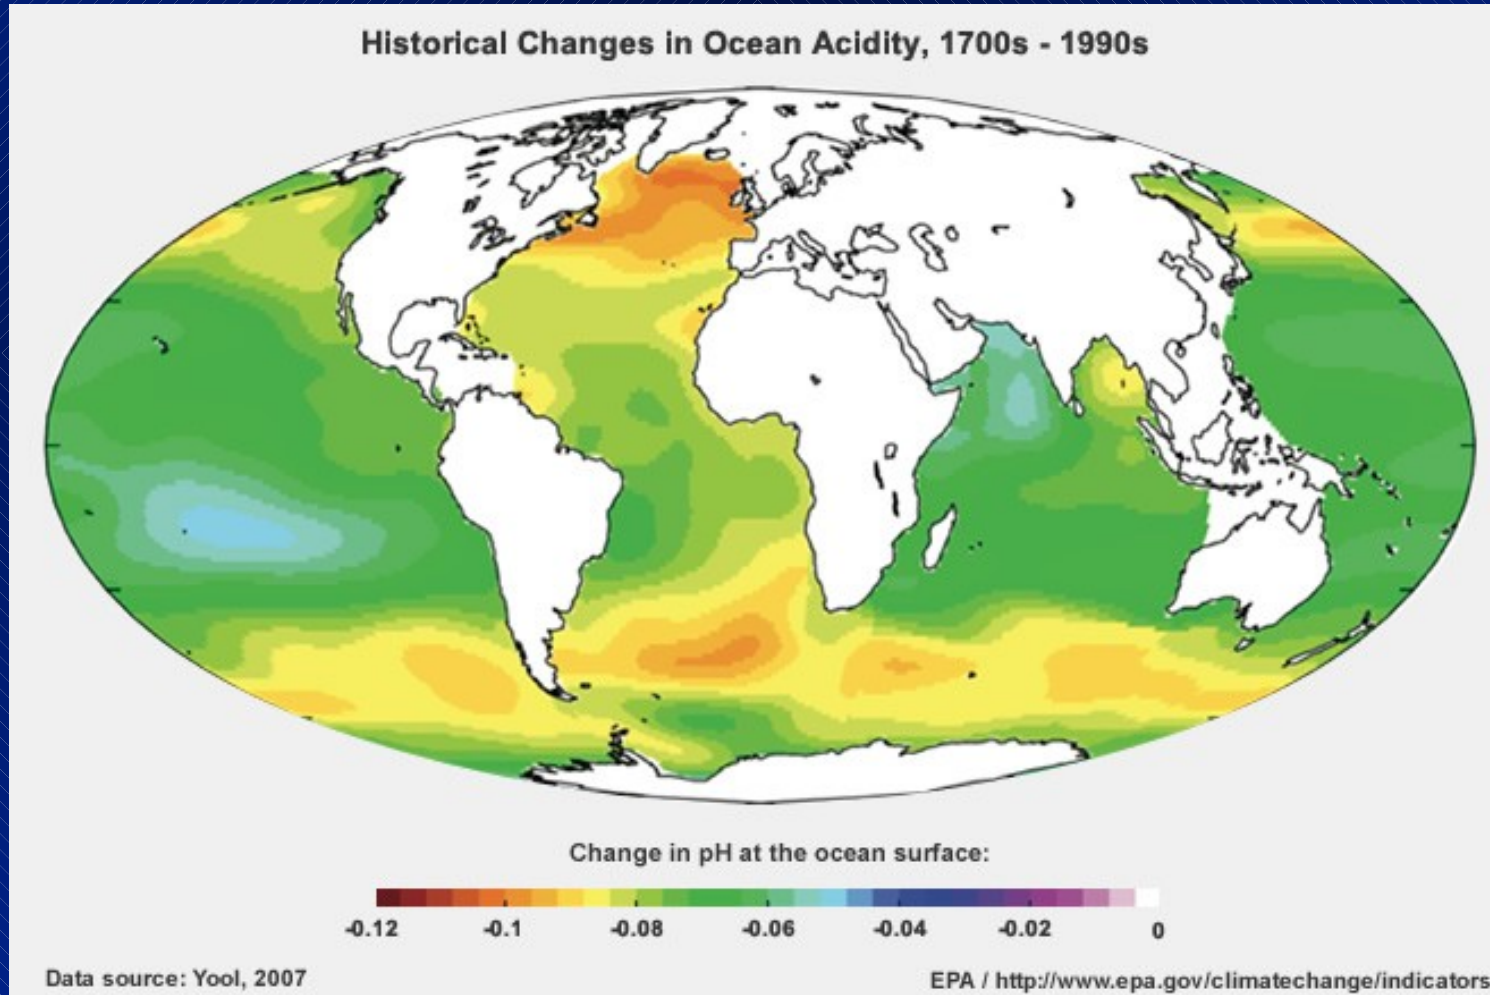 Historical Changes in Ocean Acidity, 1700s - 1990s
Change in pH at the ocean surface:
-0.12 -0.1 -0.08 -0.06 -0.04 -0.02 0
Data source: Yool, 2007 EPA / http://www.epa.gov/climatechange/indicators